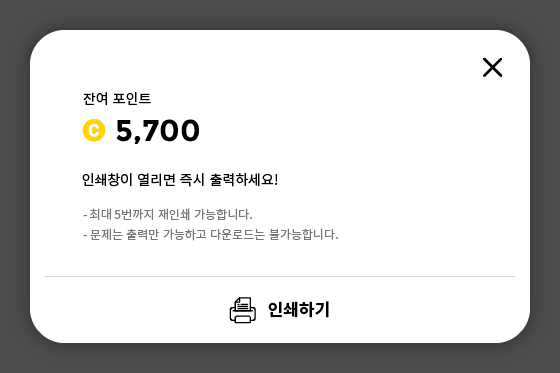 잔여 포인트
C 5,700
인쇄창이 열리면 즉시 출력하세요!
- 최대 5번까지 재인쇄 가능합니다.
- 문제는 출력만 가능하고 다운로드는 불가능합니다.
인쇄하기